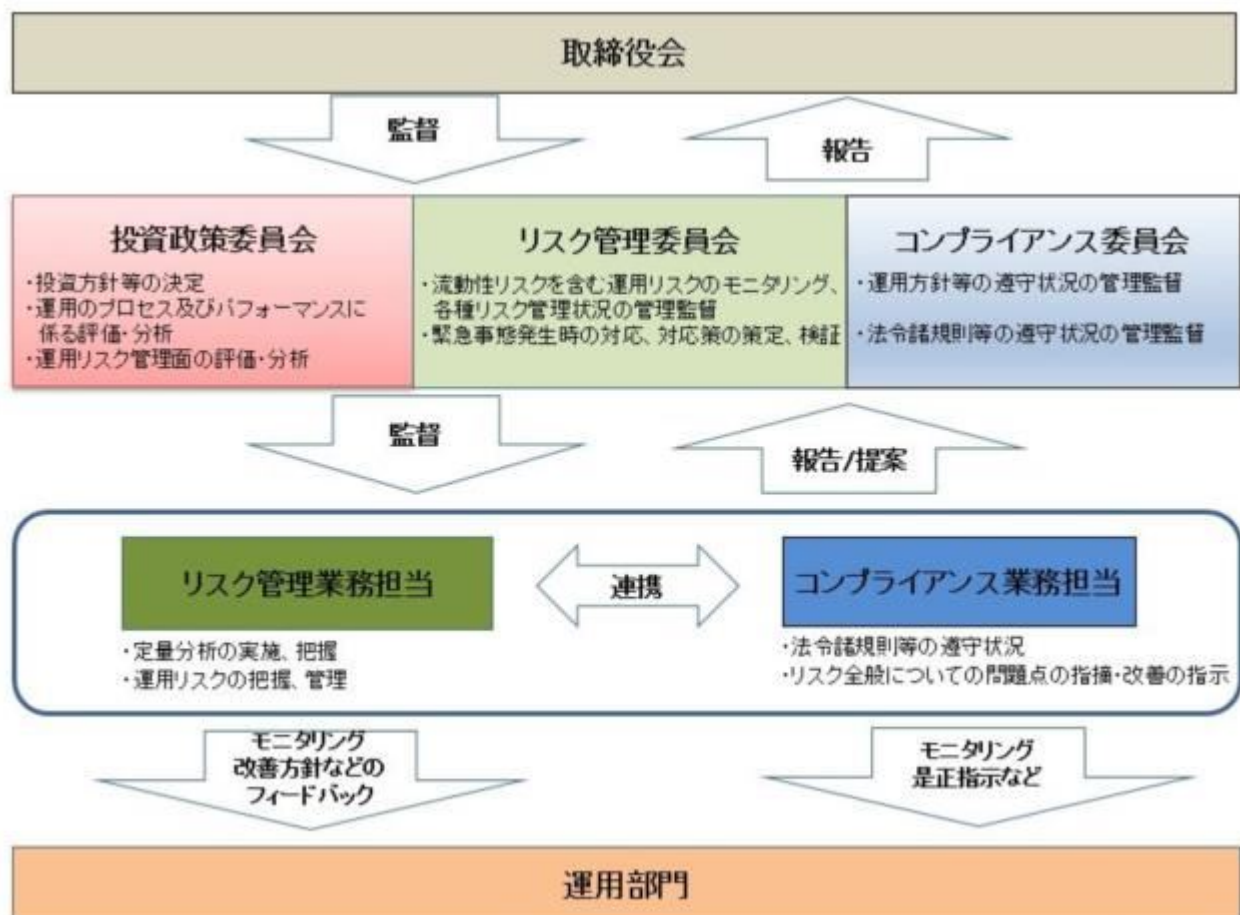 取締役会
監督
報告
投資政策委員会
・投資方針等の決定
・運用のプロセス及びパフォーマンスに
係る評価・分析
・運用リスク管理面の評価・分析
リスク管理委員会
・流動性リスクを含む運用リスクのモニタリング、
各種リスク管理状況の管理監督
・緊急事態発生時の対応、対応策の策定、検証
コンプライアンス委員会
・運用方針等の遵守状況の管理監督
・法令諸規則等の遵守状況の管理監督
監督
報告/提案
リスク管理業務担当
・定量分析の実施、把握
・運用リスクの把握、管理
連携
コンプライアンス業務担当
・法令諸規則等の遵守状況
・リスク全般についての問題点の指摘・改善の指示
モニタリング
改善方針などの
フィードバック
モニタリング
是正指示など
運用部門